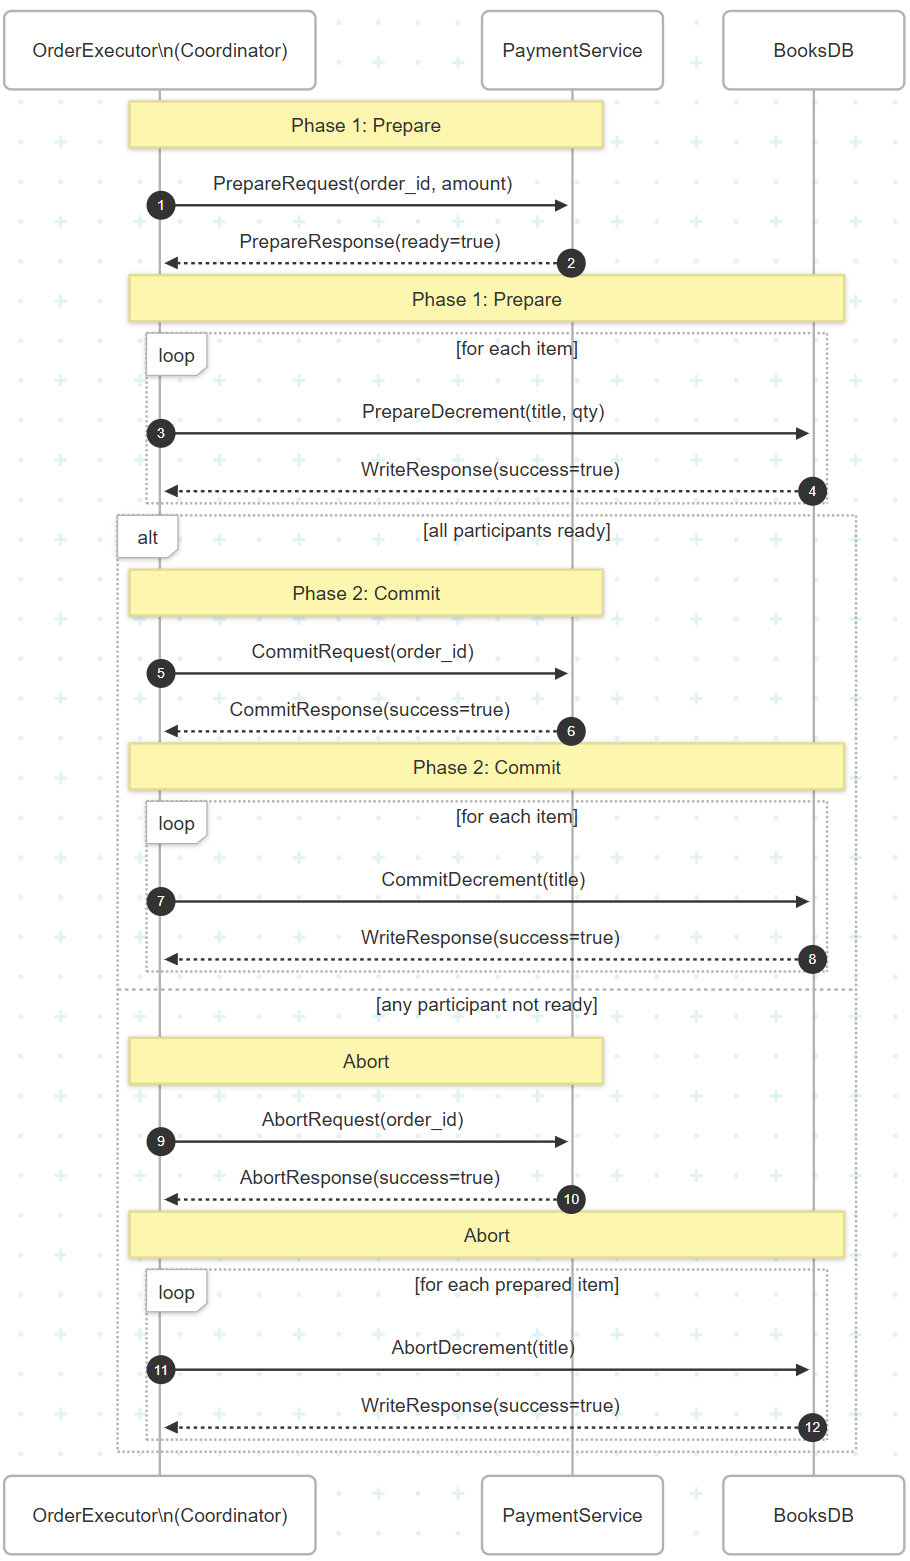 OrderExecutor\n(Coordinator)
PaymentService
BooksDB
Phase 1: Prepare
PrepareRequest(order_id, amount)
1
PrepareResponse(ready=true)
2
Phase 1: Prepare
loop
[for each item]
PrepareDecrement(title, qty)
3
WriteResponse(success=true)
4
alt
[all participants ready]
Phase 2: Commit
CommitRequest(order_id)
5
CommitResponse(success=true)
6
Phase 2: Commit
loop
[for each item]
CommitDecrement(title)
7
WriteResponse(success=true)
8
[any participant not ready]
Abort
AbortRequest(order_id)
9
AbortResponse(success=true)
10
Abort
loop
[for each prepared item]
AbortDecrement(title)
11
WriteResponse(success=true)
12
OrderExecutor\n(Coordinator)
PaymentService
BooksDB